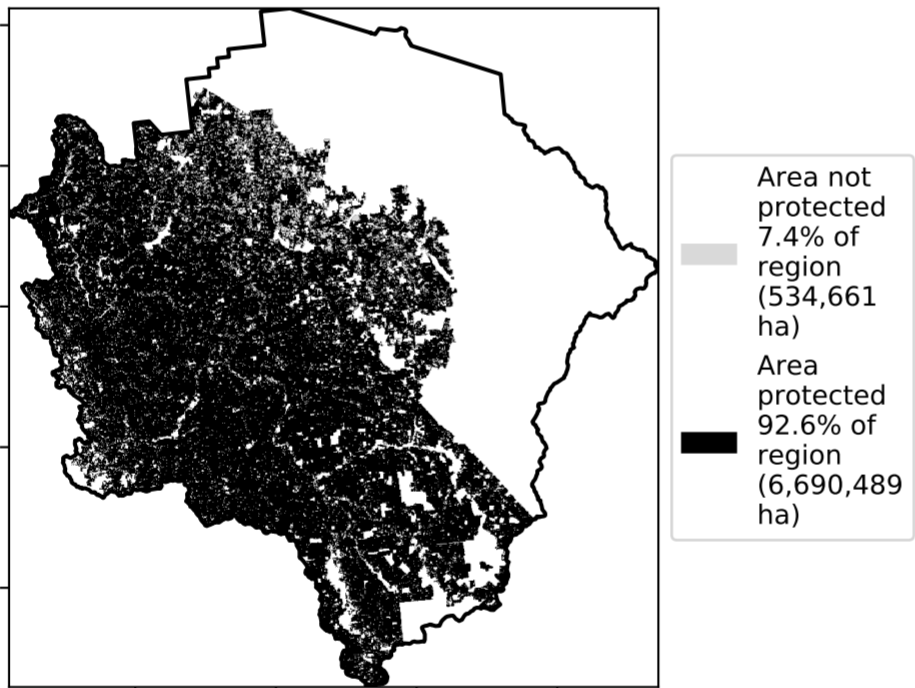 Area not
protected
7.4% of
region
(534,661
ha)
Area
protected
92.6% of
region
(6,690,489
ha)